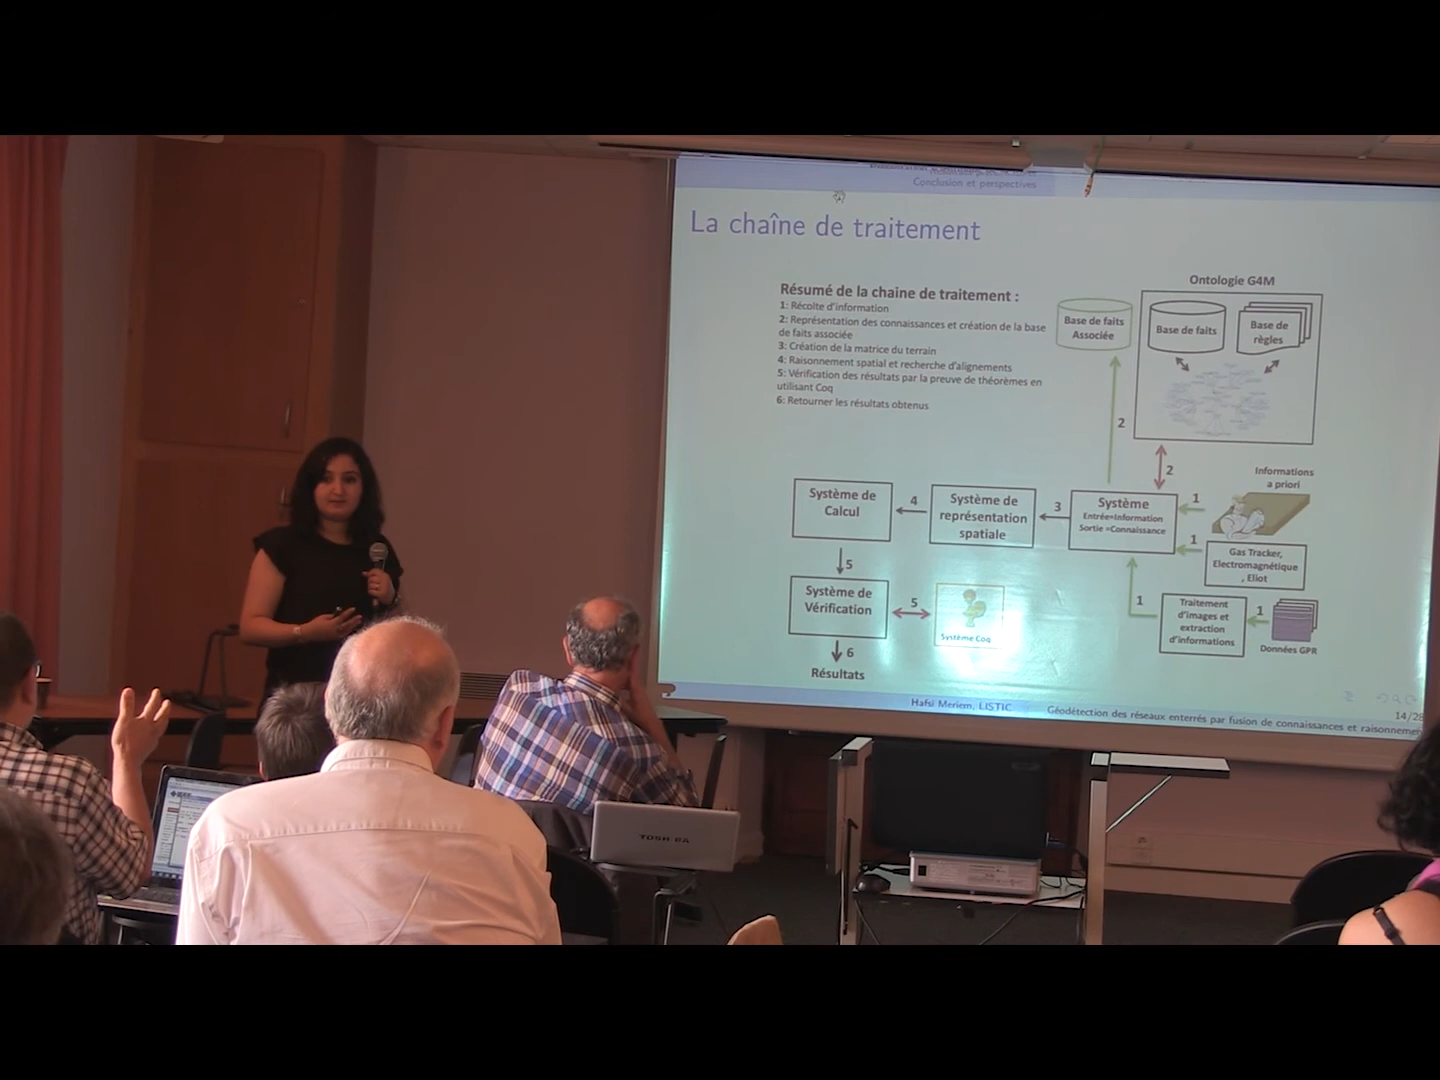 Conclusion et perspectives
La chaîne de traitement
Résumé de la chaine de traitement :
1: Récolte d'information
2: Représentation des connaissances et création de la base
de faits associée
3: Création de la matrice du terrain
4: Raisonnement spatial et recherche d'alignements
5: Vérification des résultats par la preuve de théorèmes en
utilisant Coq
6: Retourner les résultats obtenus
Ontologie G4M
Base de faits
Associée
Base de faits
Base de
règles
2
2
Informations
a priori
Système de
Calcul
4
Système de
représentation
spatiale
3
Système
Entrée=Information
Sortie =Connaissance
1
1
Gas Tracker,
Electromagnétique
, Eliot
5
Système de
Vérification
5
Système Coq
1
Traitement
d'images et
extraction
d'informations
1
Données GPR
6
Résultats
Hafsi Meriem, LISTIC
Géodétection des réseaux enterrés par fusion de connaissances et raisonnemen
14/28
TOSHIBA